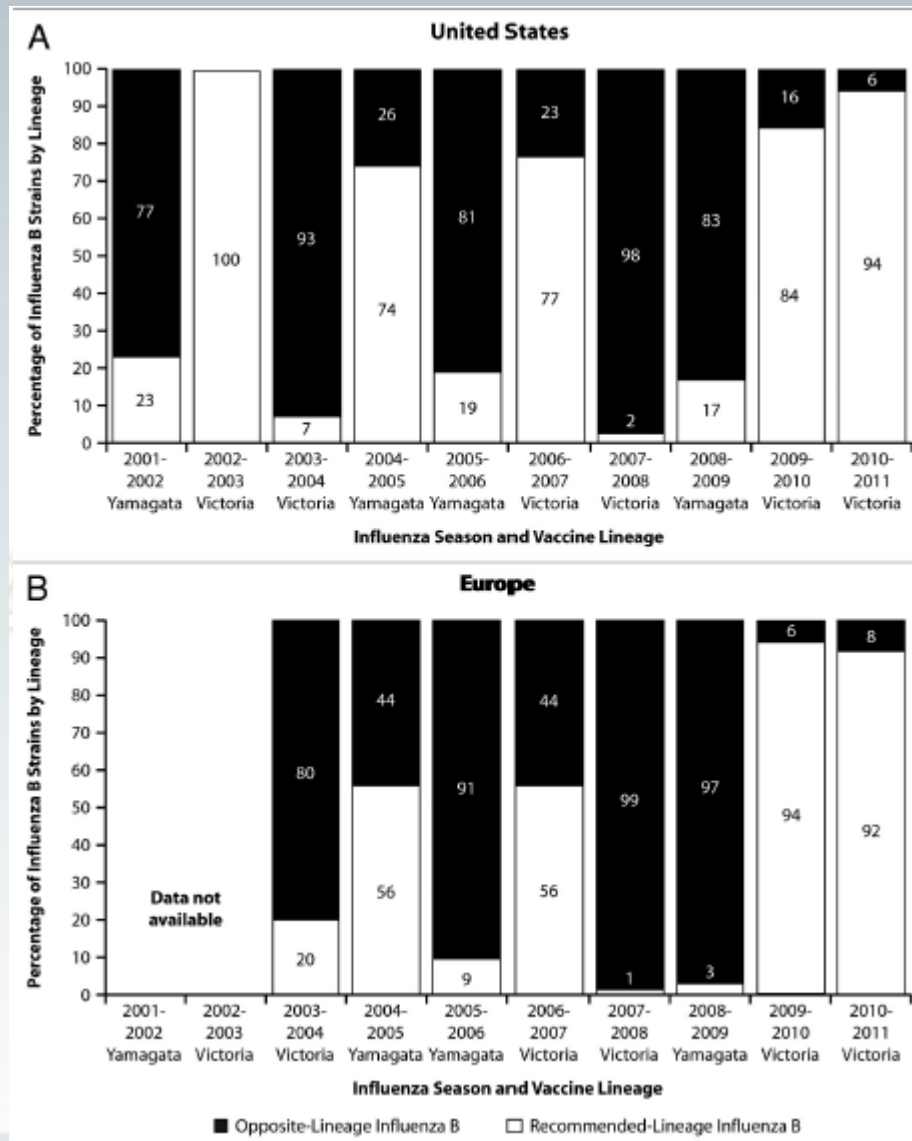 A
United States
Percentage of Influenza B Strains by Lineage
100
90
80
70
60
50
40
30
20
10
0
77
23
100
93
7
26
74
81
19
23
77
98
2
83
17
16
84
6
94
2001-2002 Yamagata
2002-2003 Victoria
2003-2004 Victoria
2004-2005 Yamagata
2005-2006 Yamagata
2006-2007 Victoria
2007-2008 Victoria
2008-2009 Yamagata
2009-2010 Victoria
2010-2011 Victoria
Influenza Season and Vaccine Lineage
B
Europe
Percentage of Influenza B Strains by Lineage
100
90
80
70
60
50
40
30
20
10
0
Data not
available
80
20
44
56
91
9
44
56
99
1
97
3
6
94
8
92
2001-2002 Yamagata
2002-2003 Victoria
2003-2004 Victoria
2004-2005 Yamagata
2005-2006 Yamagata
2006-2007 Victoria
2007-2008 Victoria
2008-2009 Yamagata
2009-2010 Victoria
2010-2011 Victoria
Influenza Season and Vaccine Lineage
Opposite-Lineage Influenza B
Recommended-Lineage Influenza B